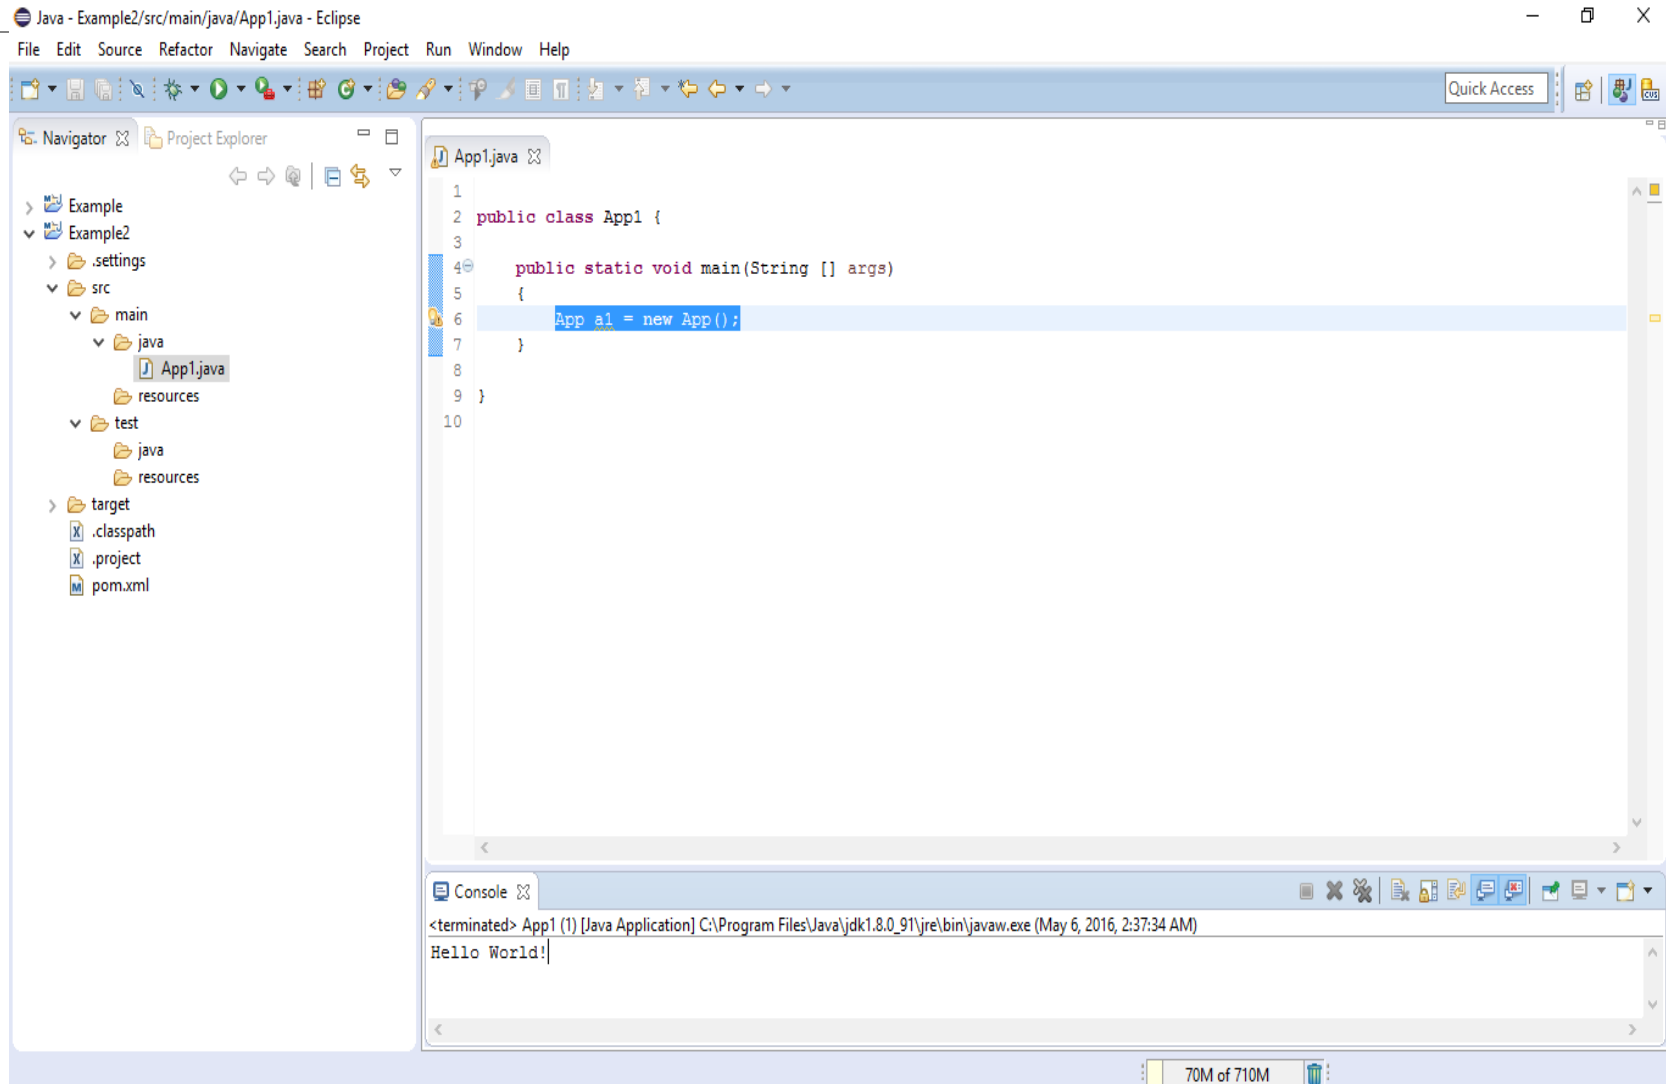 Java - Example2/src/main/java/App1.java - Eclipse
File Edit Source Refactor Navigate Search Project Run Window Help
Quick Access
Navigator Project Explorer
Example
Example2
.settings
src
main
java
App1.java
resources
test
java
resources
target
.classpath
.project
pom.xml
App1.java
1
2 public class App1 {
3
4 public static void main(String [] args)
5 {
6 App a1 = new App();
7 }
8
9 }
10
Console
<terminated> App1 (1) [Java Application] C:\Program Files\Java\jdk1.8.0_91\jre\bin\javaw.exe (May 6, 2016, 2:37:34 AM)
Hello World!
70M of 710M